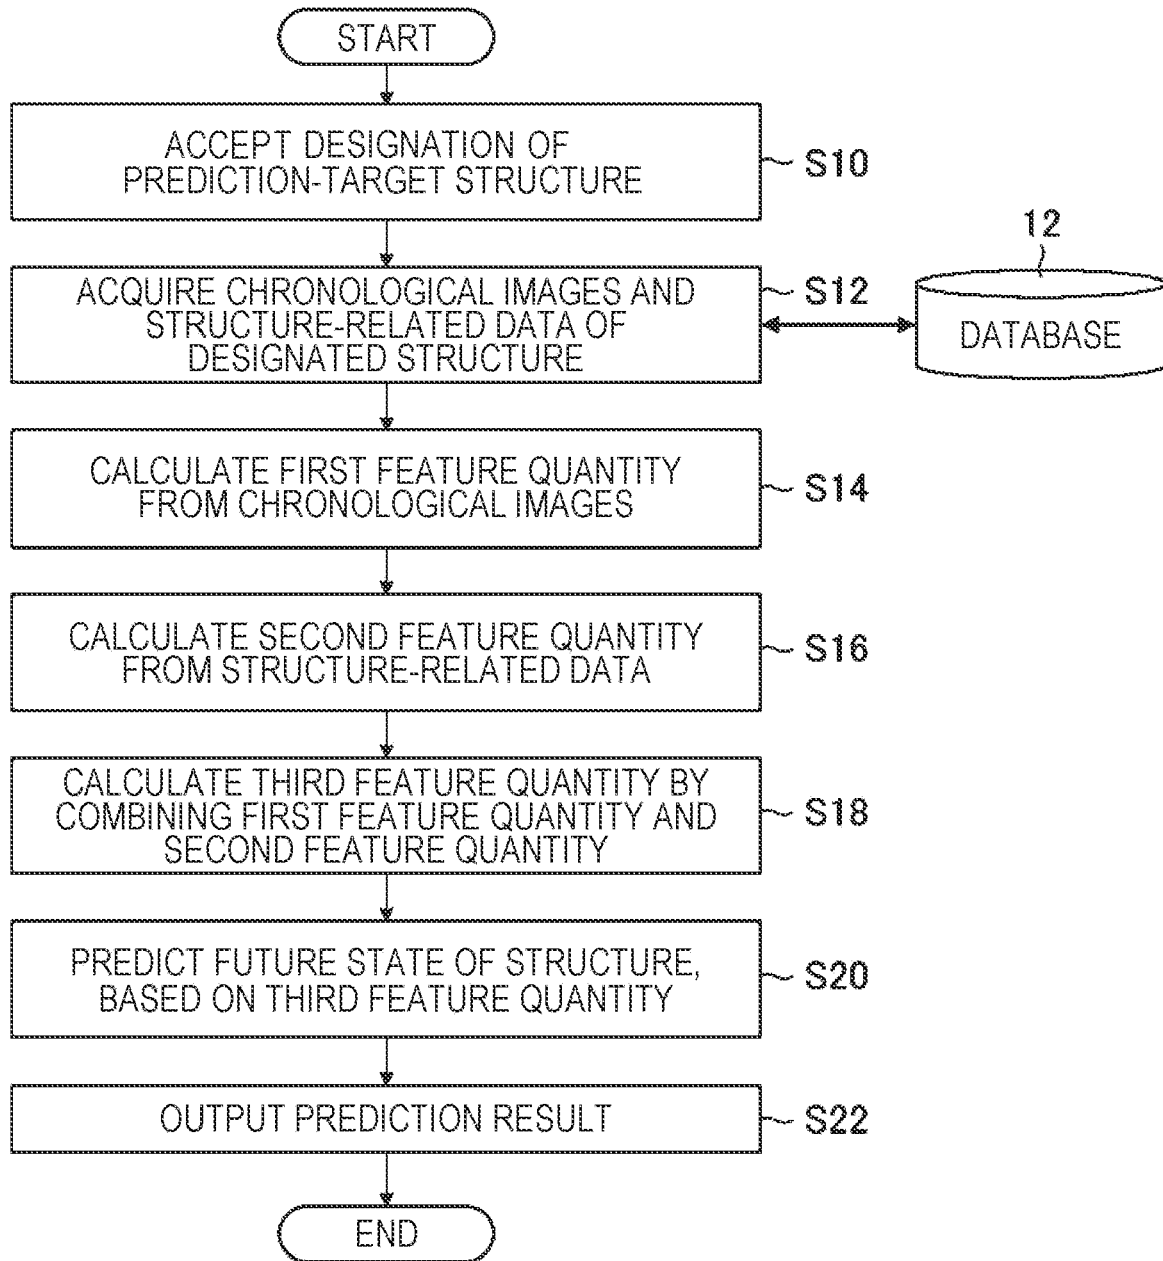 START
ACCEPT DESIGNATION OF
PREDICTION-TARGET STRUCTURE
S10
ACQUIRE CHRONOLOGICAL IMAGES AND
STRUCTURE-RELATED DATA OF
DESIGNATED STRUCTURE
S12
12
DATABASE
CALCULATE FIRST FEATURE QUANTITY
FROM CHRONOLOGICAL IMAGES
S14
CALCULATE SECOND FEATURE QUANTITY
FROM STRUCTURE-RELATED DATA
S16
CALCULATE THIRD FEATURE QUANTITY BY
COMBINING FIRST FEATURE QUANTITY AND
SECOND FEATURE QUANTITY
S18
PREDICT FUTURE STATE OF STRUCTURE,
BASED ON THIRD FEATURE QUANTITY
S20
OUTPUT PREDICTION RESULT
S22
END